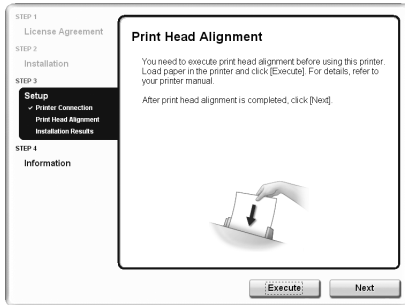 STEP 1
License Agreement
STEP 2
Installation
STEP 3
Setup
Printer Connection
Print Head Alignment
Installation Results
STEP 4
Information
Print Head Alignment
You need to execute print head alignment before using this printer.
Load paper in the printer and click [Execute]. For details, refer to
your printer manual.
After print head alignment is completed, click [Next].
Execute
Next